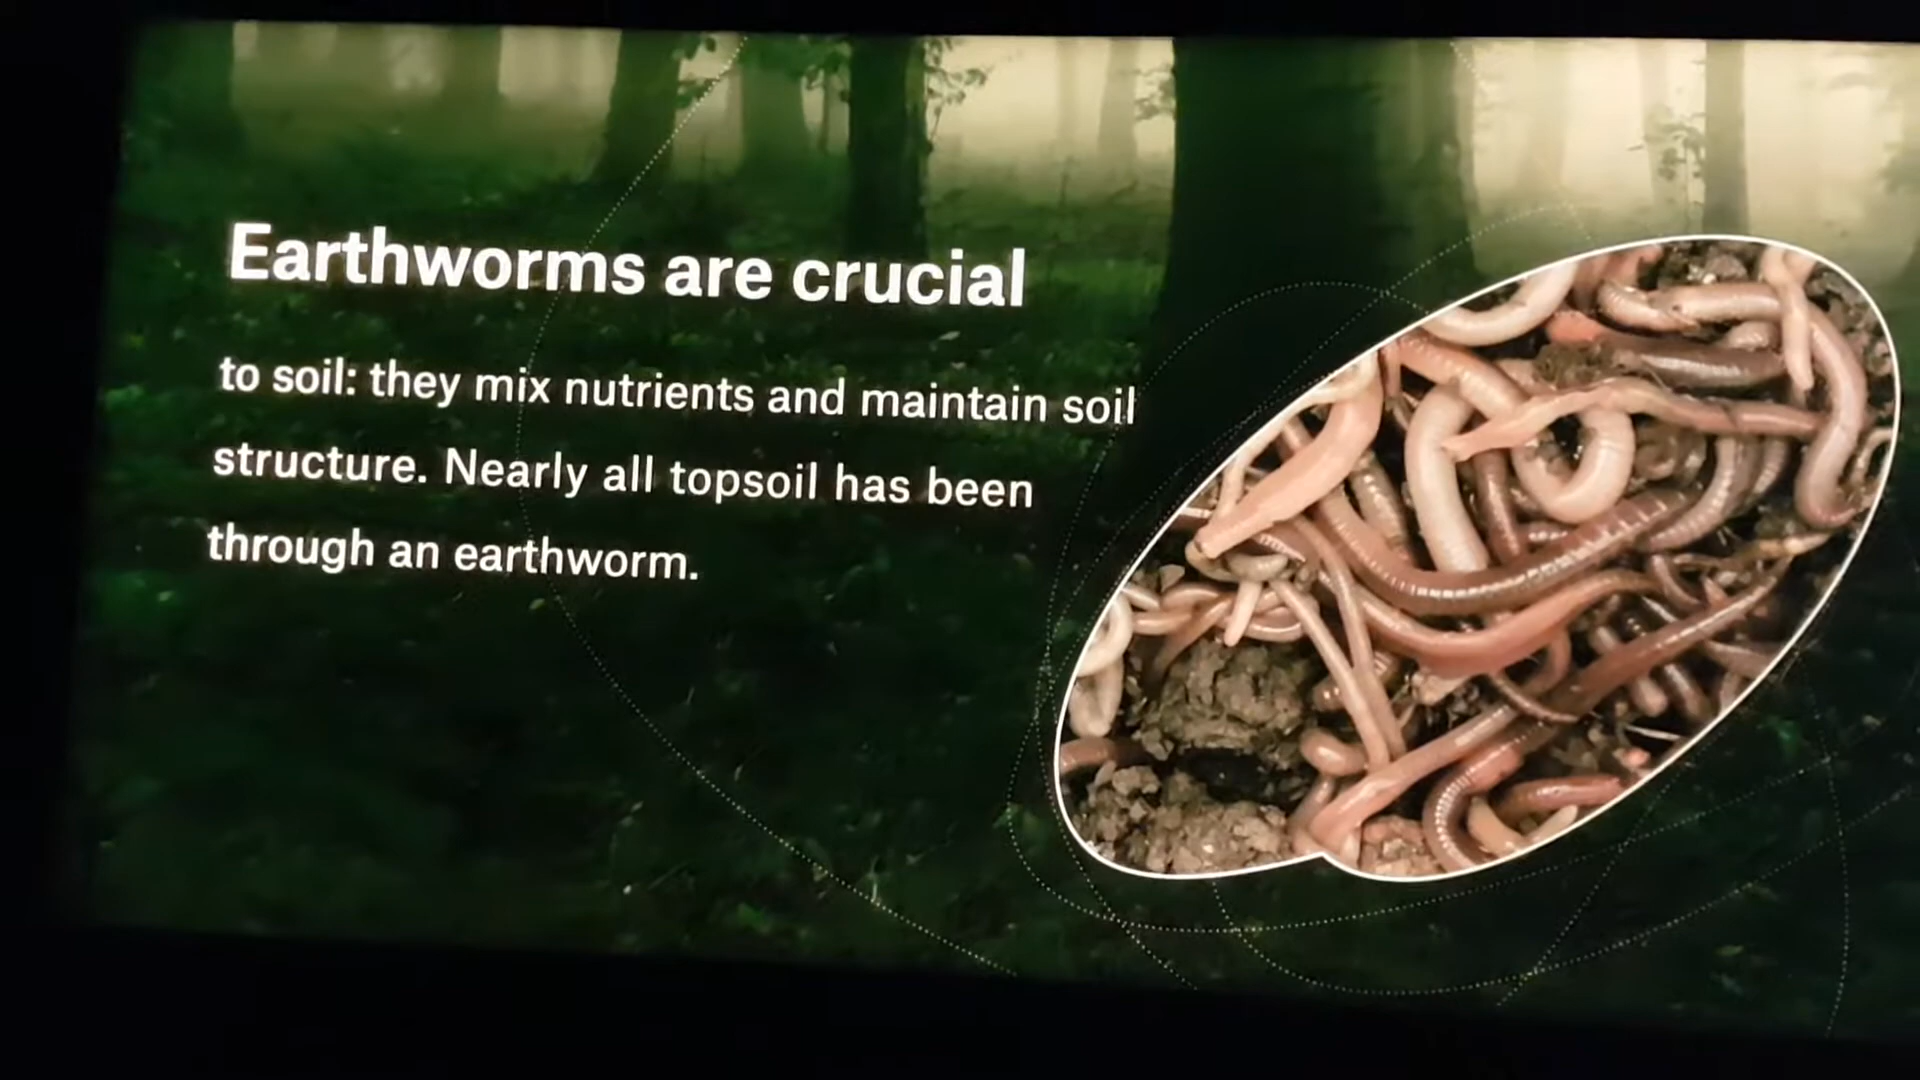 Earthworms are crucial
to soil: they mix nutrients and maintain soil
structure. Nearly all topsoil has been
through an earthworm.